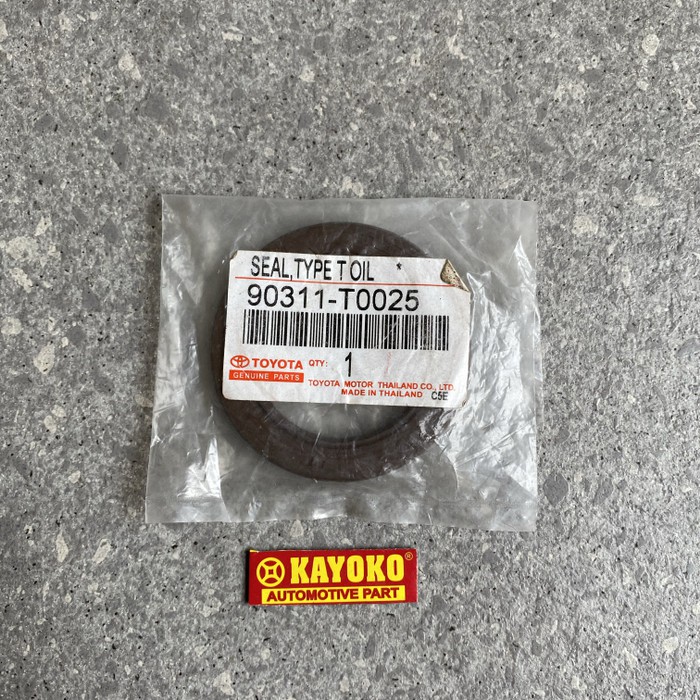 SEAL,TYPE T OIL *
90311-T0025
TOYOTA QTY: 1
GENUINE PARTS
TOYOTA MOTOR THAILAND CO., LTD.
MADE IN THAILAND C5E
KAYOKO®
AUTOMOTIVE PART